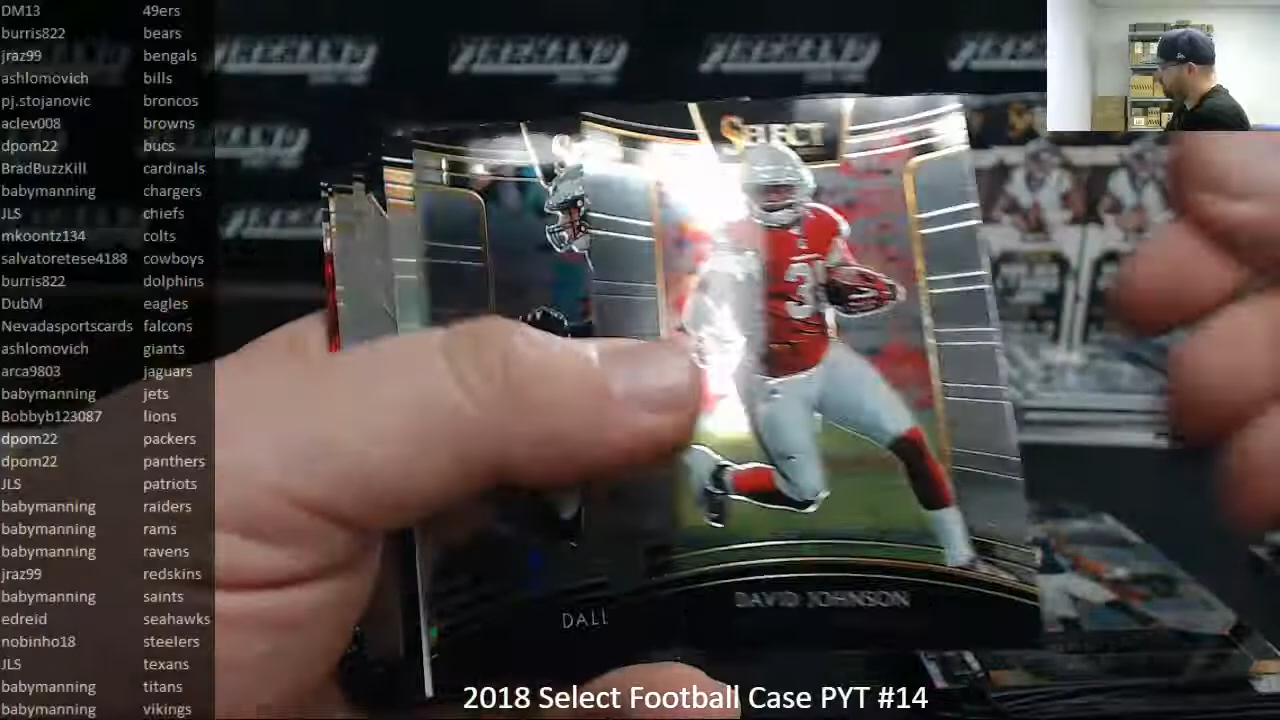 DM13 49ers
burris822 bears
jraz99 bengals
ashlomovich bills
pj.stojanovic broncos
aclev008 browns
dpom22 bucs
BradBuzzKill cardinals
babymanning chargers
JLS chiefs
mkoontz134 colts
salvatoretese4188 cowboys
burris822 dolphins
DubM eagles
Nevadasportscards falcons
ashlomovich giants
arca9803 jaguars
babymanning jets
Bobbyb123087 lions
dpom22 packers
dpom22 panthers
JLS patriots
babymanning raiders
babymanning rams
babymanning ravens
jraz99 redskins
babymanning saints
edreid seahawks
nobinho18 steelers
JLS texans
babymanning titans
babymanning vikings
SELECT
DALL
DAVID JOHNSON
2018 Select Football Case PYT #14